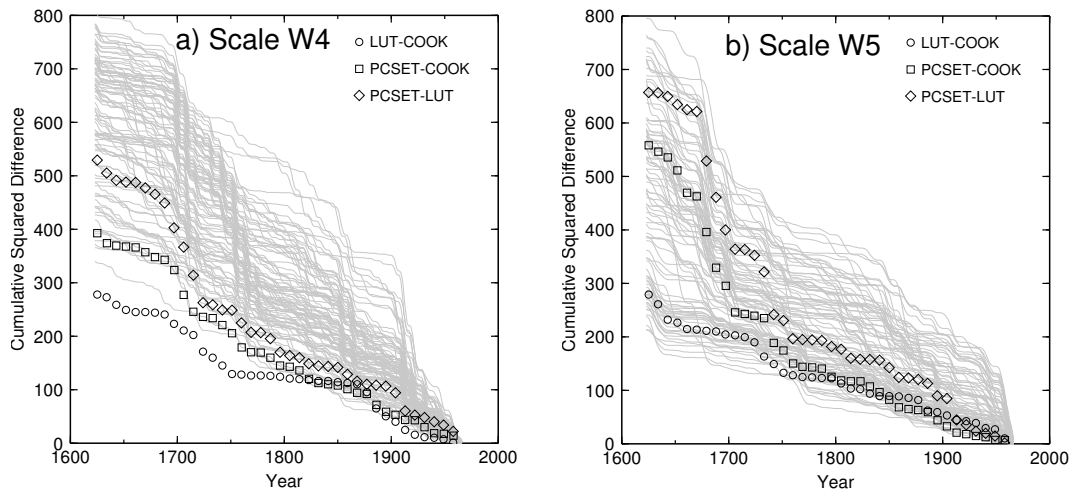 a) Scale W4
LUT-COOK
PCSET-COOK
PCSET-LUT
Cumulative Squared Difference
800
700
600
500
400
300
200
100
0
1600 1700 1800 1900 2000
Year
b) Scale W5
LUT-COOK
PCSET-COOK
PCSET-LUT
Cumulative Squared Difference
800
700
600
500
400
300
200
100
0
1600 1700 1800 1900 2000
Year